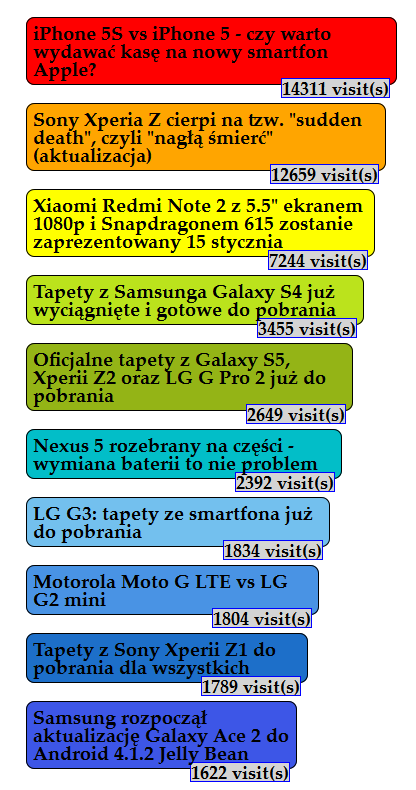 iPhone 5S vs iPhone 5 - czy warto
wydawać kasę na nowy smartfon
Apple?
14311 visit(s)
Sony Xperia Z cierpi na tzw. "sudden
death", czyli "nagłą śmierć"
(aktualizacja)
12659 visit(s)
Xiaomi Redmi Note 2 z 5.5" ekranem
1080p i Snapdragonem 615 zostanie
zaprezentowany 15 stycznia
7244 visit(s)
Tapety z Samsunga Galaxy S4 już
wyciągnięte i gotowe do pobrania
3455 visit(s)
Oficjalne tapety z Galaxy S5,
Xperii Z2 oraz LG G Pro 2 już do
pobrania
2649 visit(s)
Nexus 5 rozebrany na części -
wymiana baterii to nie problem
2392 visit(s)
LG G3: tapety ze smartfona już
do pobrania
1834 visit(s)
Motorola Moto G LTE vs LG
G2 mini
1804 visit(s)
Tapety z Sony Xperii Z1 do
pobrania dla wszystkich
1789 visit(s)
Samsung rozpoczął
aktualizację Galaxy Ace 2 do
Android 4.1.2 Jelly Bean
1622 visit(s)